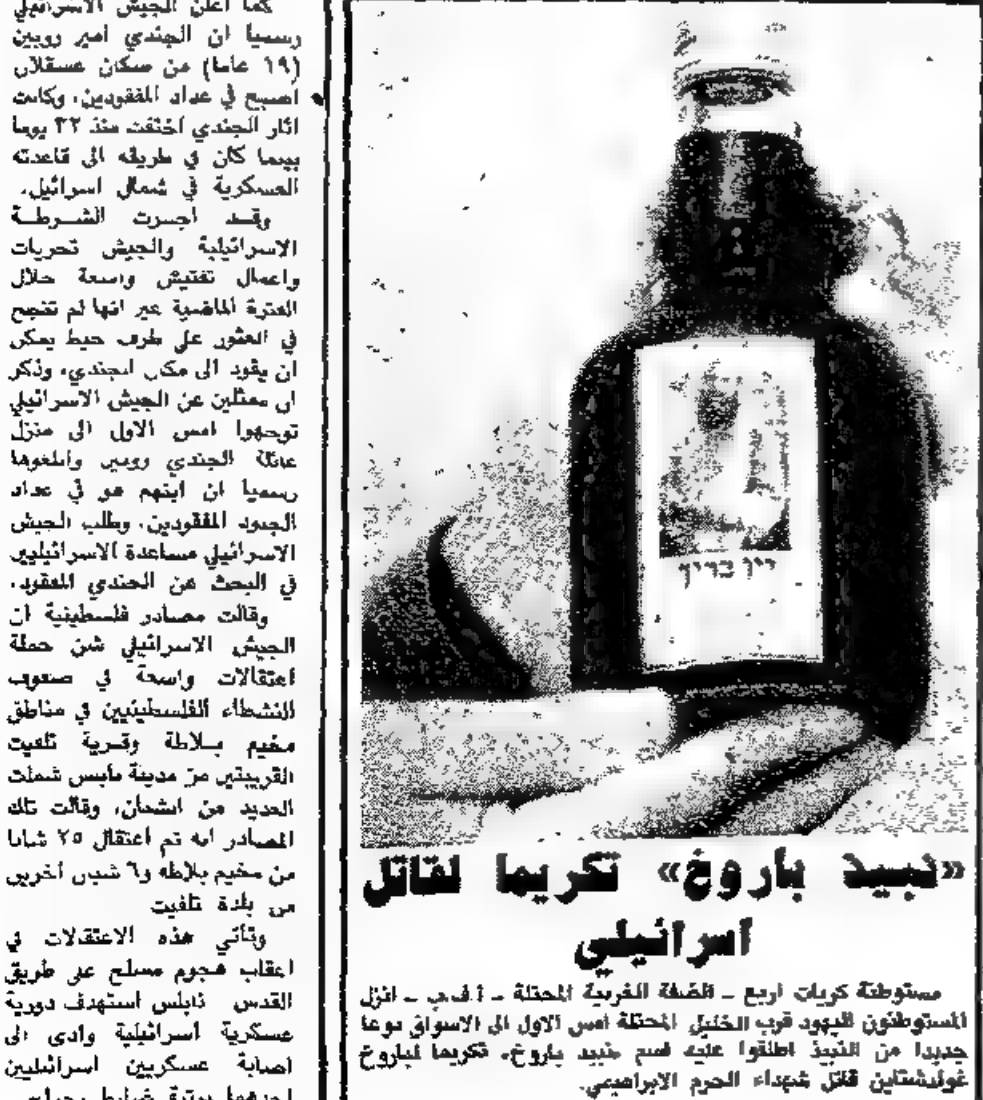 كما اعلن الجيش الاسرائيلي
رسميا ان الجندي امير روبين
(١٩ عاما) من سكان عسقلان
اصبح في عداد المفقودين، وكانت
اثار الجندي اختفت منذ ٢٢ يوما
بينما كان في طريقه الى قاعدته
العسكرية في شمالي اسرائيل.
وقد اجرت الشرطة
الاسرائيلية والجيش تحريات
واعمال تفتيش واسعة خلال
الفترة الماضية غير انها لم تنجح
في العثور على طرف خيط يمكن
ان يقود الى مكان الجندي، وذكر
ان ممثلين عن الجيش الاسرائيلي
توجهوا امس الاول الى منزل
عائلة الجندي روبين وابلغوها
رسميا ان ابنهم هو في عداد
الجنود المفقودين. وطلب الجيش
الاسرائيلي مساعدة الاسرائيليين
في البحث عن الجندي المفقود.
وقالت مصادر فلسطينية ان
الجيش الاسرائيلي شن حملة
اعتقالات واسعة في صفوف
النشطاء الفلسطينيين في مناطق
مخيم بلاطة وقرية تلفيت
القريبتين من مدينة نابلس شملت
العديد من الشبان، وقالت تلك
المصادر انه تم اعتقال ٢٥ شابا
من مخيم بلاطه و٦ شبان آخرين
من بلدة تلفيت
وتأتي هذه الاعتقالات في
اعقاب هجوم مسلح على طريق
القدس نابلس استهدف دورية
عسكرية اسرائيلية وادى الى
اصابة عسكريين اسرائيليين
احدهما برتبة ضابط بجراح
יין ברוך
«نبيذ باروخ» تكريما لقاتل
اسرائيلي
مستوطنة كريات اربع - الضفة الغربية المحتلة - أ.ف.ب - انزل
المستوطنون اليهود قرب الخليل المحتلة امس الاول الى الاسواق نوعا
جديدا من النبيذ اطلقوا عليه اسم «نبيذ باروخ» تكريما لباروخ
غولدشتاين قاتل شهداء الحرم الابراهيمي.